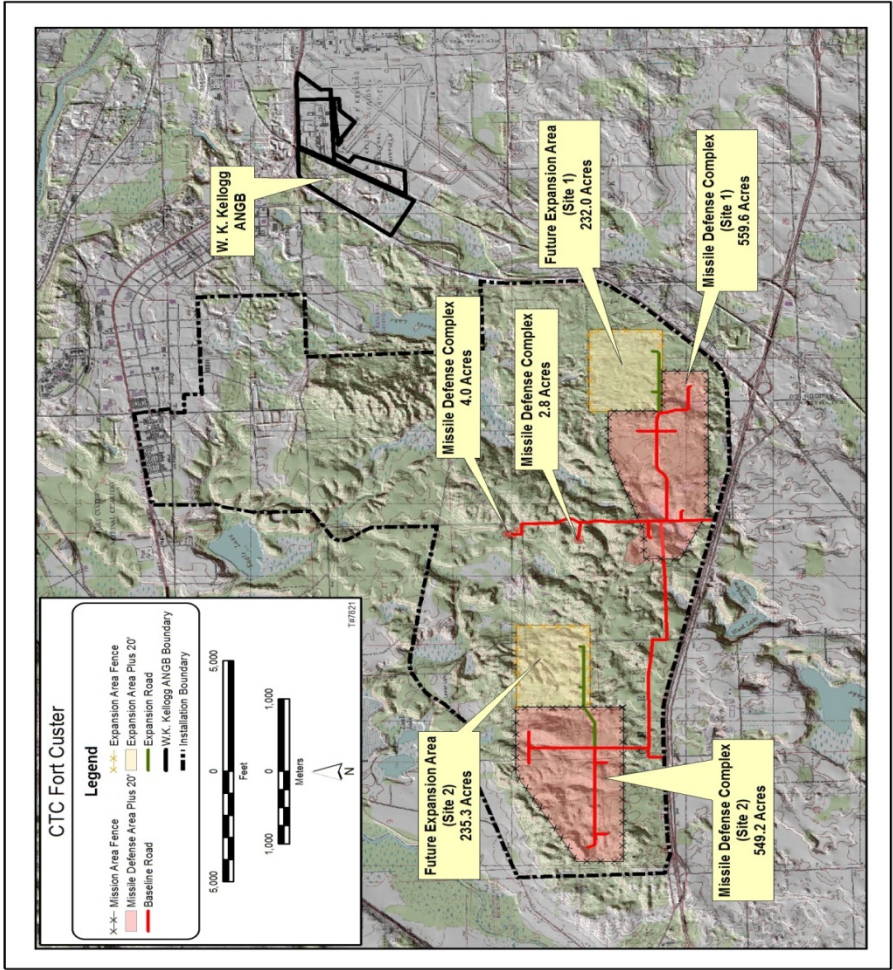 CTC Fort Custer
Legend
Mission Area Fence
Missile Defense Area Plus 20'
Baseline Road
Expansion Area Fence
Expansion Area Plus 20'
Expansion Road
W.K. Kellogg ANGB Boundary
Installation Boundary
5,000 0 5,000
Feet
1,000 0 1,000
Meters
N
T#7821
W. K. Kellogg
ANGB
Missile Defense Complex
4.0 Acres
Missile Defense Complex
2.8 Acres
Future Expansion Area
(Site 1)
232.0 Acres
Missile Defense Complex
(Site 1)
559.6 Acres
Future Expansion Area
(Site 2)
235.3 Acres
Missile Defense Complex
(Site 2)
549.2 Acres
Eagle Lake